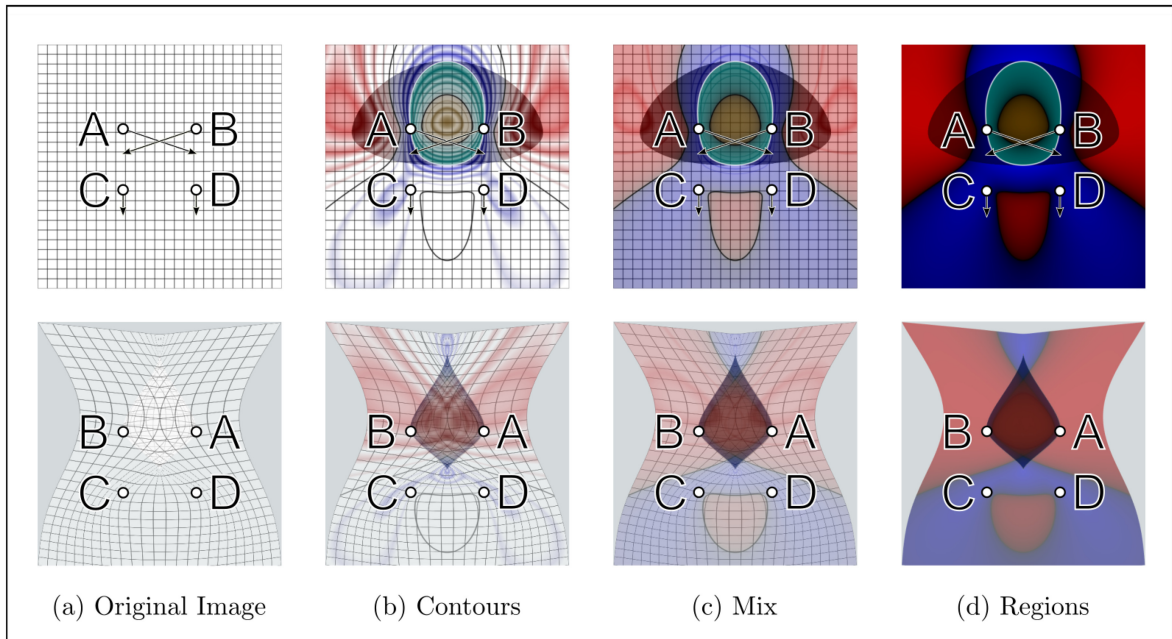 A B A B A B A B
C D C D C D C D
B A B A B A B A
C D C D C D C D
(a) Original Image (b) Contours (c) Mix (d) Regions